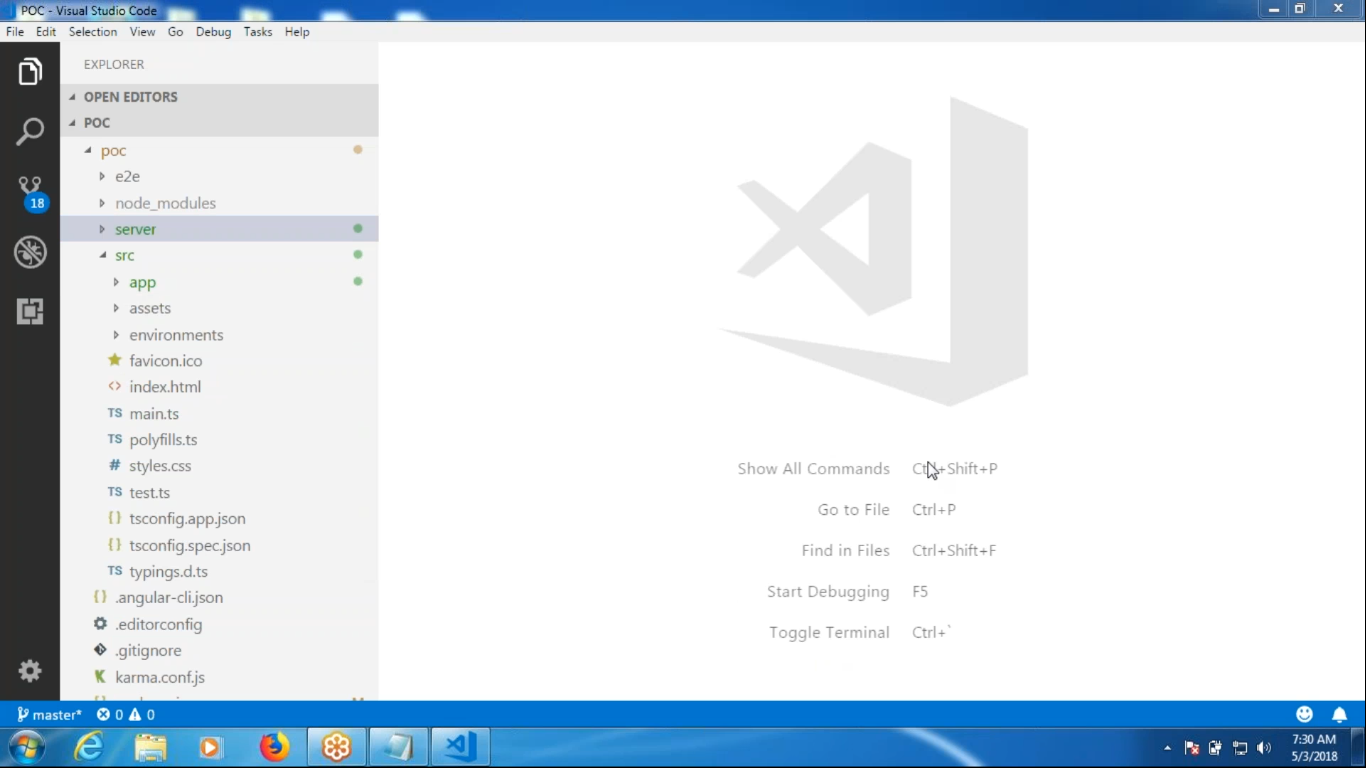 POC - Visual Studio Code
File Edit Selection View Go Debug Tasks Help
EXPLORER
OPEN EDITORS
POC
poc
e2e
node_modules
18
server
src
app
assets
environments
favicon.ico
<> index.html
TS main.ts
TS polyfills.ts
# styles.css
TS test.ts
{} tsconfig.app.json
{} tsconfig.spec.json
TS typings.d.ts
{} .angular-cli.json
.editorconfig
.gitignore
K karma.conf.js
Show All Commands Ctrl+Shift+P
Go to File Ctrl+P
Find in Files Ctrl+Shift+F
Start Debugging F5
Toggle Terminal Ctrl+`
master* 0 0
7:30 AM
5/3/2018